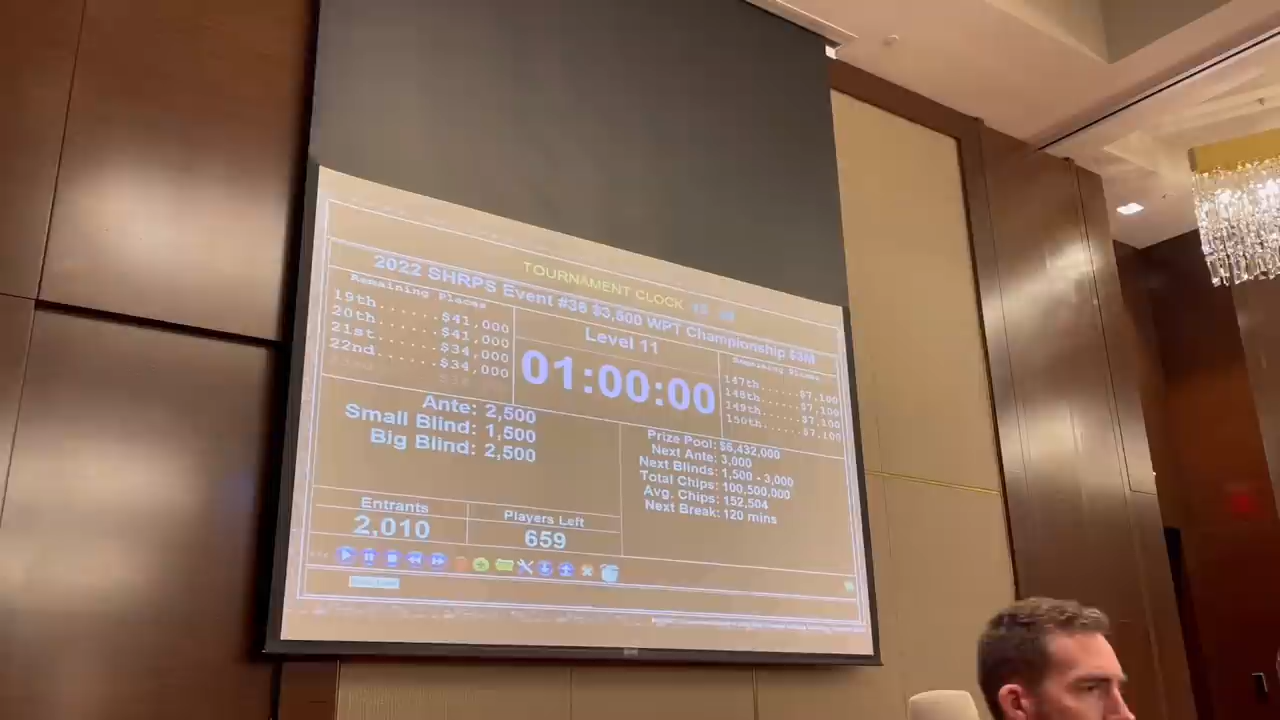 TOURNAMENT CLOCK
2022 SHRPS Event #36 $3,500 WPT Championship $3M
Remaining Places
19th......$41,000
20th......$41,000
21st......$34,000
22nd......$34,000
Level 11
01:00:00
Remaining Places
147th......$7,100
148th......$7,100
149th......$7,100
150th......$7,100
Ante: 2,500
Small Blind: 1,500
Big Blind: 2,500
Prize Pool: $6,432,000
Next Ante: 3,000
Next Blinds: 1,500 - 3,000
Total Chips: 100,500,000
Avg. Chips: 152,504
Next Break: 120 mins
Entrants
2,010
Players Left
659